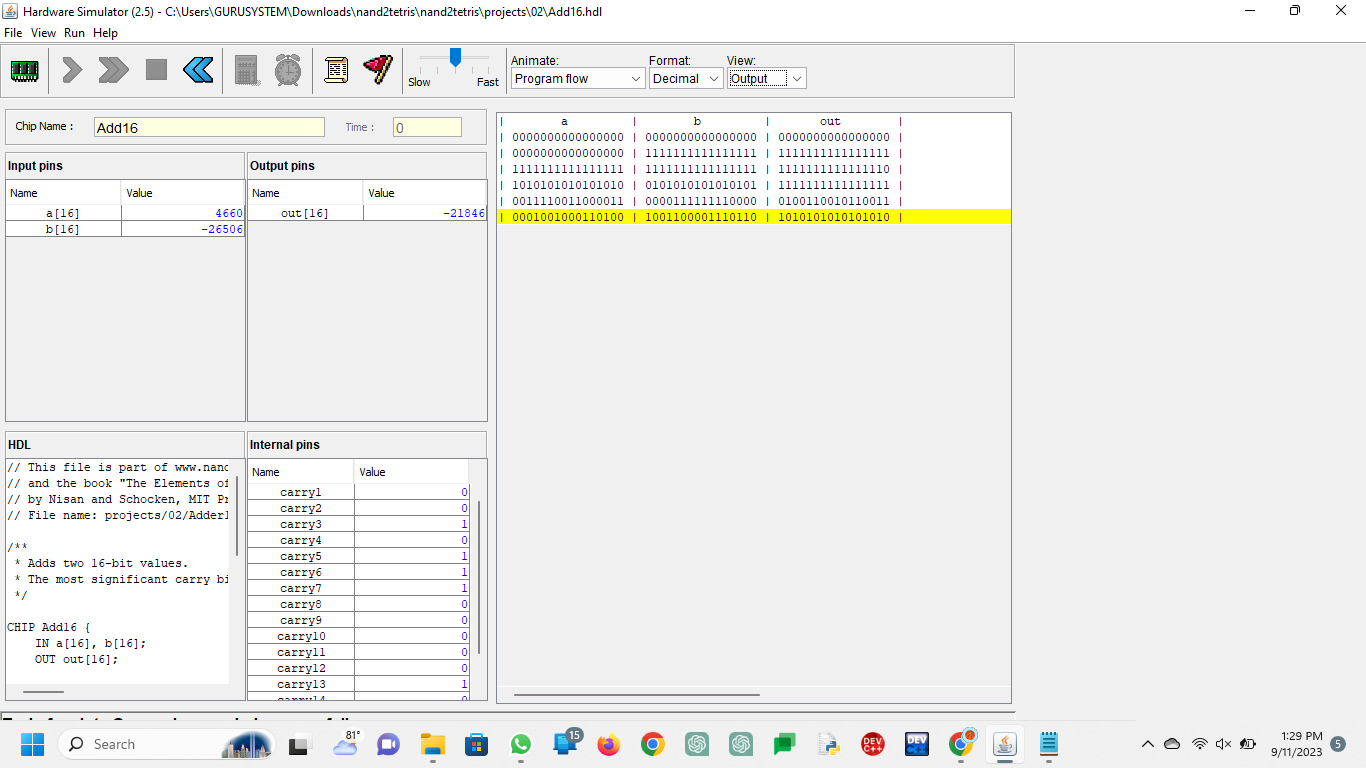 Hardware Simulator (2.5) - C:\Users\GURUSYSTEM\Downloads\nand2tetris\nand2tetris\projects\02\Add16.hdl
File View Run Help
Animate: Format: View:
Slow Fast Program flow Decimal Output
Chip Name : Add16 Time : 0
Input pins
Name Value
a[16] 4660
b[16] -26506
Output pins
Name Value
out[16] -21846
| a | b | out |
| 0000000000000000 | 0000000000000000 | 0000000000000000 |
| 0000000000000000 | 1111111111111111 | 1111111111111111 |
| 1111111111111111 | 1111111111111111 | 1111111111111110 |
| 1010101010101010 | 0101010101010101 | 1111111111111111 |
| 0011110011000011 | 0000111111110000 | 0100110010110011 |
| 0001001000110100 | 1001100001110110 | 1010101010101010 |
HDL
// This file is part of www.nand
// and the book "The Elements of
// by Nisan and Schocken, MIT Pr
// File name: projects/02/Adder1
/**
* Adds two 16-bit values.
* The most significant carry bi
*/
CHIP Add16 {
IN a[16], b[16];
OUT out[16];
Internal pins
Name Value
carry1 0
carry2 0
carry3 1
carry4 0
carry5 1
carry6 1
carry7 1
carry8 0
carry9 0
carry10 0
carry11 0
carry12 0
carry13 1
carry14 0
Search
81°
15
DEV C++
DEV C++
1:29 PM
9/11/2023
5